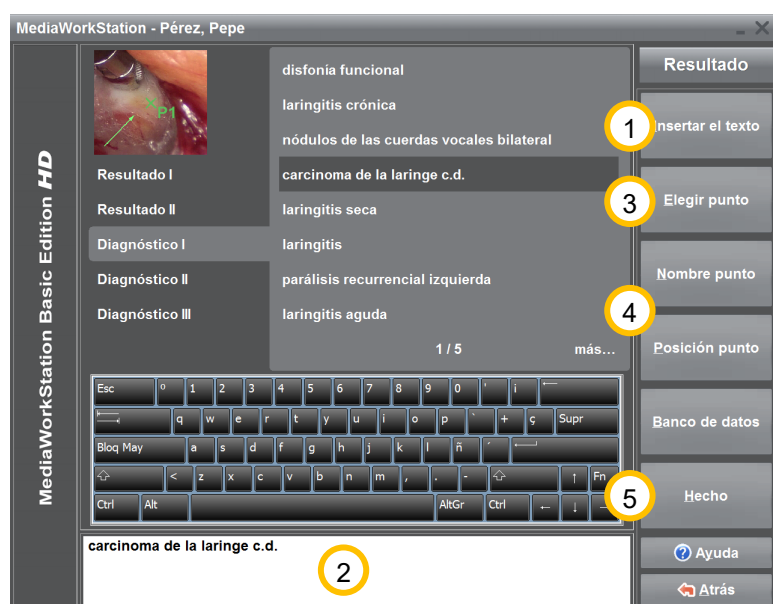 MediaWorkStation - Pérez, Pepe
MediaWorkStation Basic Edition HD
P1
Resultado I
Resultado II
Diagnóstico I
Diagnóstico II
Diagnóstico III
disfonia funcional
laringitis crónica
nódulos de las cuerdas vocales bilateral
carcinoma de la laringe c.d.
laringitis seca
laringitis
parálisis recurrencial izquierda
laringitis aguda
1 / 5 más...
Esc º 1 2 3 4 5 6 7 8 9 0 ' ¡
q w e r t y u i o p ` + ç Supr
Bloq May a s d f g h j k l ñ ´
< z x c v b n m , . - ↑ Fn
Ctrl Alt AltGr Ctrl ← ↓ →
carcinoma de la laringe c.d.
2
Resultado
1 Insertar el texto
3 Elegir punto
Nombre punto
4
Posición punto
Banco de datos
5 Hecho
Ayuda
Atrás